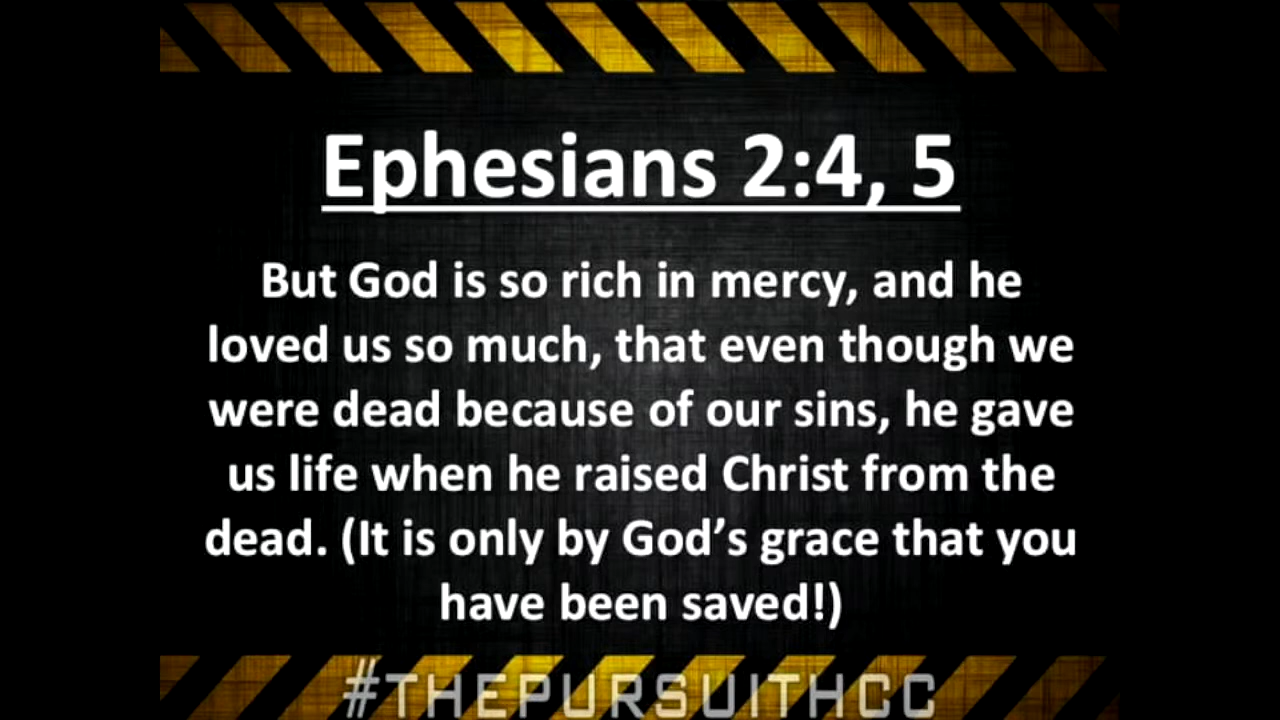 Ephesians 2:4, 5
But God is so rich in mercy, and he
loved us so much, that even though we
were dead because of our sins, he gave
us life when he raised Christ from the
dead. (It is only by God’s grace that you
have been saved!)
#THEPURSUITHCC